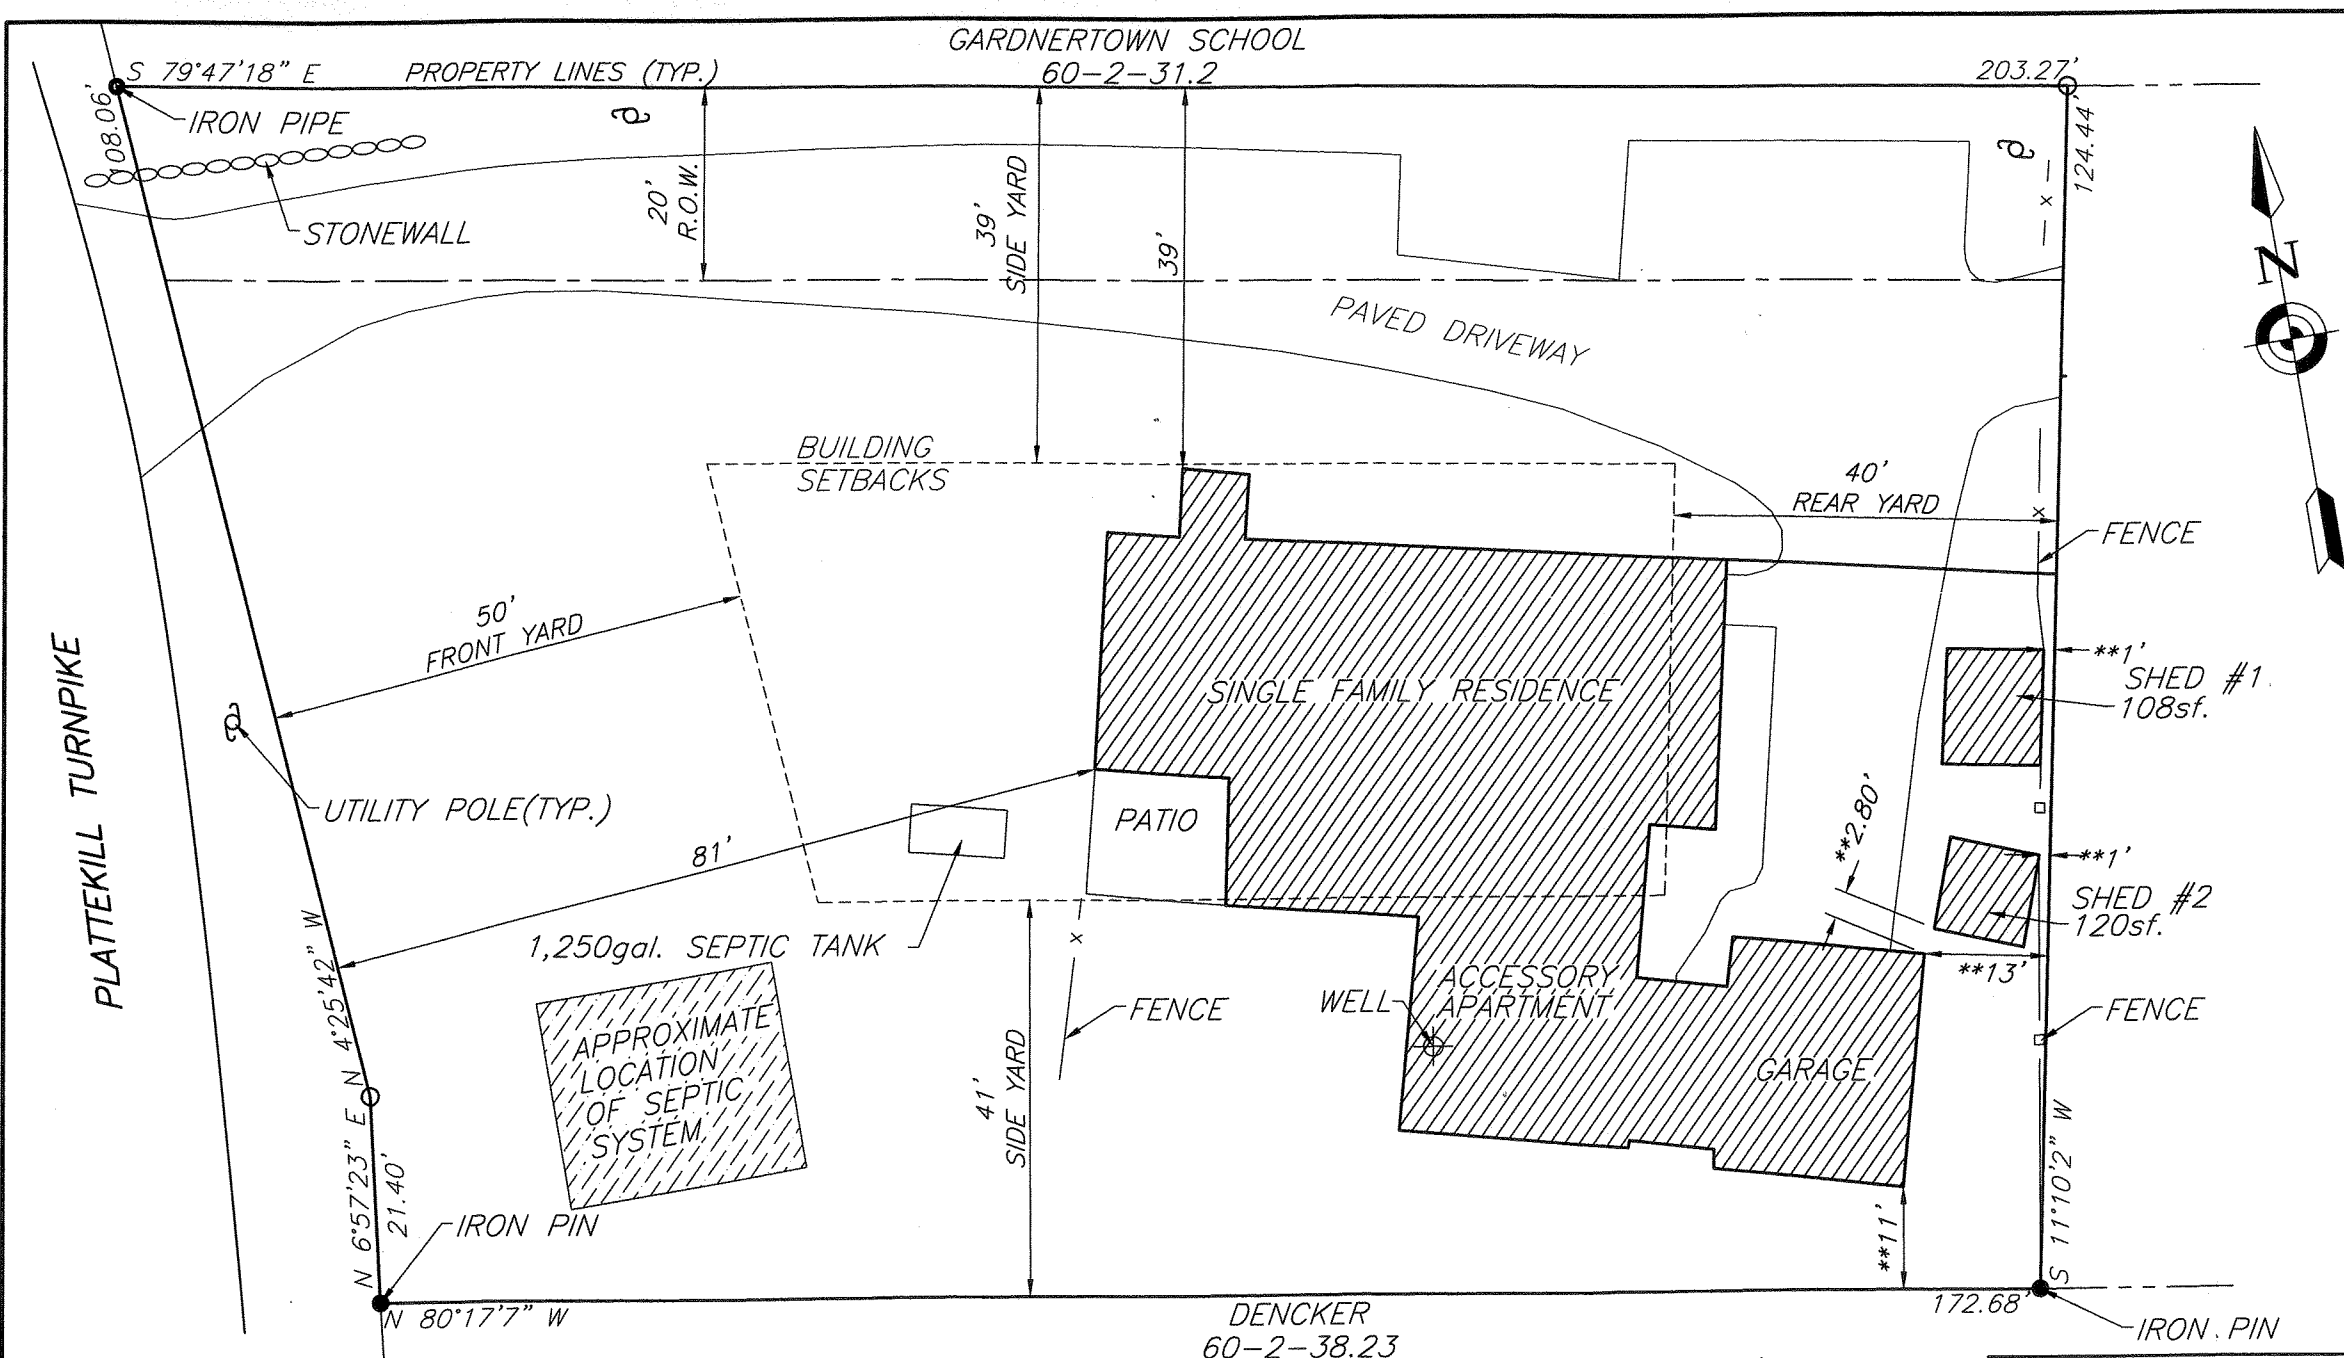 GARDNERTOWN SCHOOL
60-2-31.2
S 79°47'18" E
PROPERTY LINES (TYP.)
203.27'
108.06'
IRON PIPE
STONEWALL
20'
R.O.W.
39'
SIDE YARD
39'
124.44'
x
N
PAVED DRIVEWAY
BUILDING
SETBACKS
40'
REAR YARD
x
FENCE
50'
FRONT YARD
PLATTEKILL TURNPIKE
UTILITY POLE(TYP.)
SINGLE FAMILY RESIDENCE
**1'
SHED #1
108sf.
81'
PATIO
**2.80'
**1'
SHED #2
120sf.
1,250gal. SEPTIC TANK
x
FENCE
WELL
ACCESSORY
APARTMENT
**13'
FENCE
GARAGE
APPROXIMATE
LOCATION
OF SEPTIC
SYSTEM
41'
SIDE YARD
N 4°25'42" W
N 6°57'23" E
21.40'
IRON PIN
**11'
S 11°10'2" W
N 80°17'7" W
DENCKER
60-2-38.23
172.68'
IRON PIN